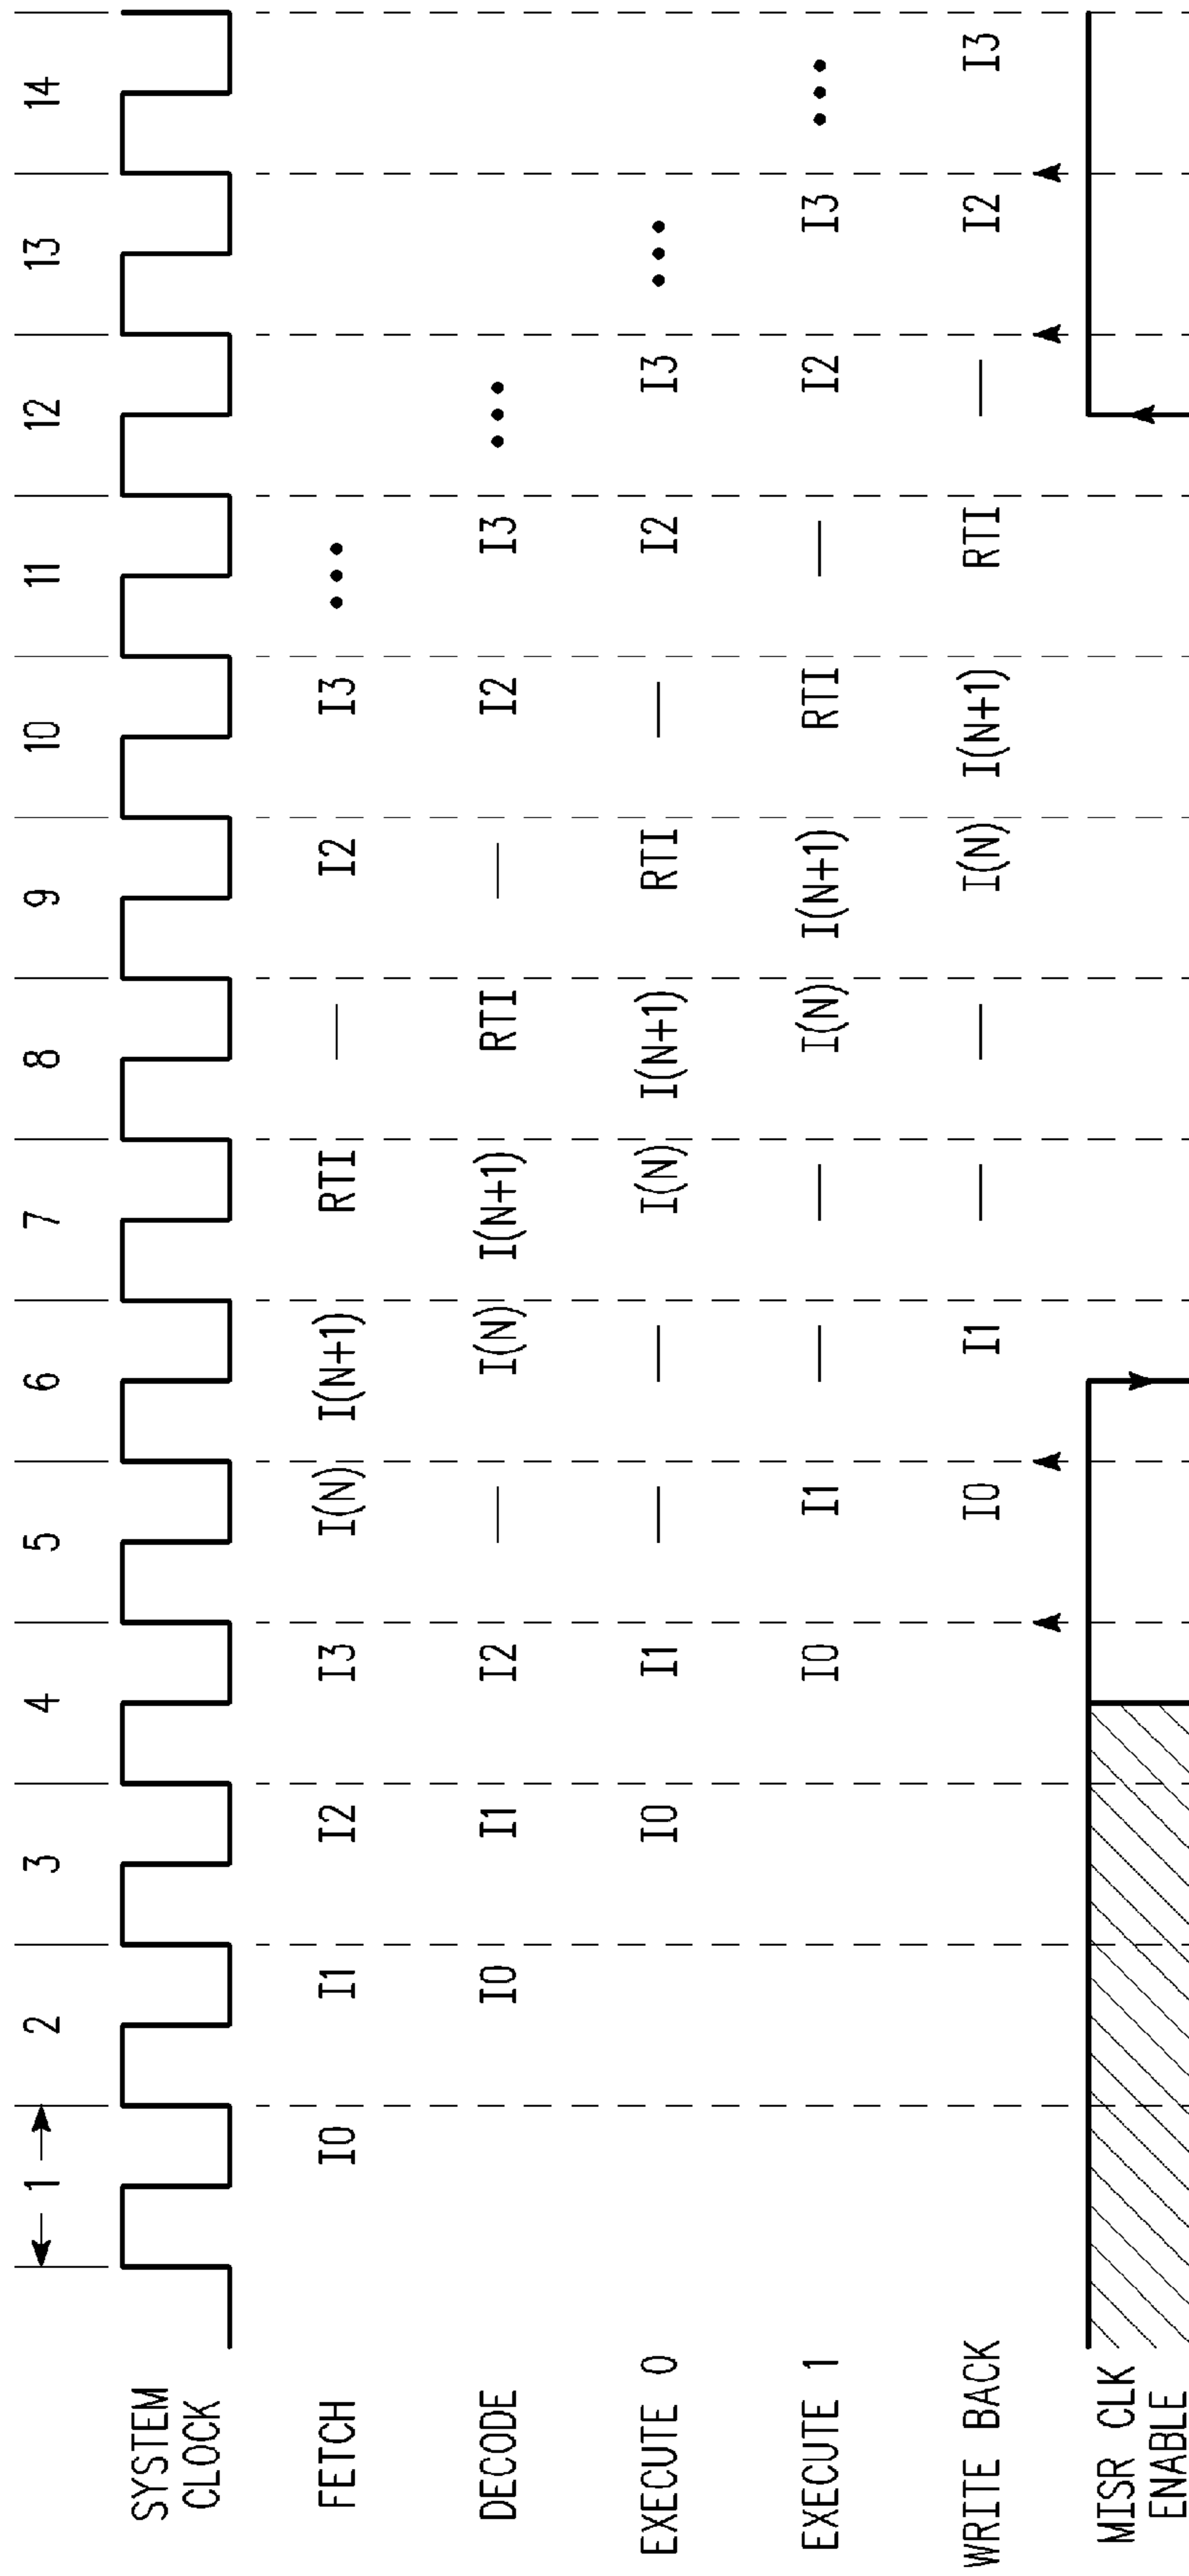 1 2 3 4 5 6 7 8 9 10 11 12 13 14
SYSTEM
CLOCK
FETCH I0 I1 I2 I3 I(N) I(N+1) RTI — I2 I3 •••
DECODE I0 I1 I2 — I(N) I(N+1) RTI — I2 I3 •••
EXECUTE 0 I0 I1 — — I(N) I(N+1) RTI — I2 I3 •••
EXECUTE 1 I0 I1 — — I(N) I(N+1) RTI — I2 I3 •••
WRITE BACK I0 I1 — — I(N) I(N+1) RTI — I2 I3
MISR CLK
ENABLE